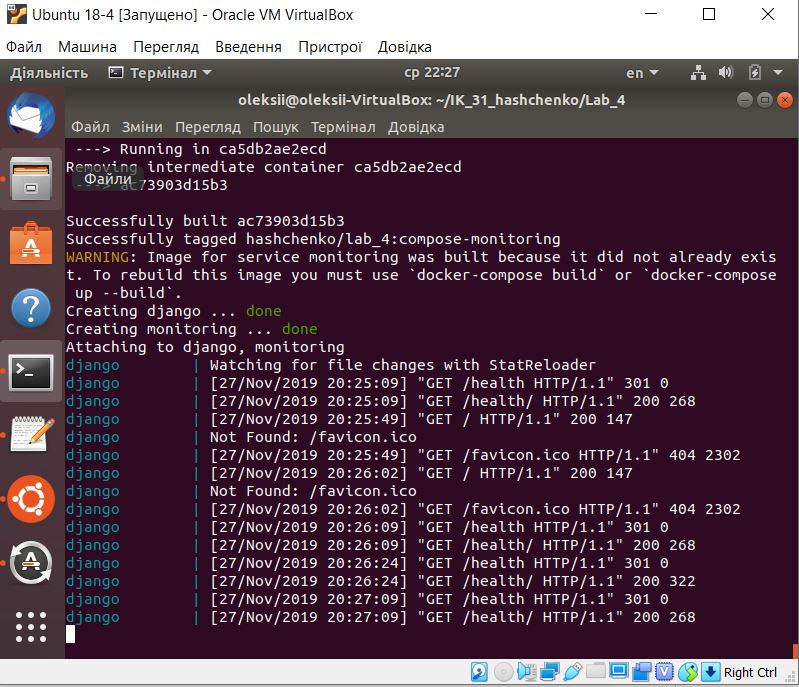 Ubuntu 18-4 [Запущено] - Oracle VM VirtualBox
Файл Машина Перегляд Введення Пристрої Довідка
Діяльність Термінал ср 22:27 en
oleksii@oleksii-VirtualBox: ~/IK_31_hashchenko/Lab_4
Файл Зміни Перегляд Пошук Термінал Довідка
---> Running in ca5db2ae2ecd
Removing intermediate container ca5db2ae2ecd
Файли
---> ac73903d15b3
Successfully built ac73903d15b3
Successfully tagged hashchenko/lab_4:compose-monitoring
WARNING: Image for service monitoring was built because it did not already exis
t. To rebuild this image you must use `docker-compose build` or `docker-compose
up --build`.
Creating django ... done
Creating monitoring ... done
Attaching to django, monitoring
django | Watching for file changes with StatReloader
django | [27/Nov/2019 20:25:09] "GET /health HTTP/1.1" 301 0
django | [27/Nov/2019 20:25:09] "GET /health/ HTTP/1.1" 200 268
django | [27/Nov/2019 20:25:49] "GET / HTTP/1.1" 200 147
django | Not Found: /favicon.ico
django | [27/Nov/2019 20:25:49] "GET /favicon.ico HTTP/1.1" 404 2302
django | [27/Nov/2019 20:26:02] "GET / HTTP/1.1" 200 147
django | Not Found: /favicon.ico
django | [27/Nov/2019 20:26:02] "GET /favicon.ico HTTP/1.1" 404 2302
django | [27/Nov/2019 20:26:09] "GET /health HTTP/1.1" 301 0
django | [27/Nov/2019 20:26:09] "GET /health/ HTTP/1.1" 200 268
django | [27/Nov/2019 20:26:24] "GET /health HTTP/1.1" 301 0
django | [27/Nov/2019 20:26:24] "GET /health/ HTTP/1.1" 200 322
django | [27/Nov/2019 20:27:09] "GET /health HTTP/1.1" 301 0
django | [27/Nov/2019 20:27:09] "GET /health/ HTTP/1.1" 200 268
Right Ctrl